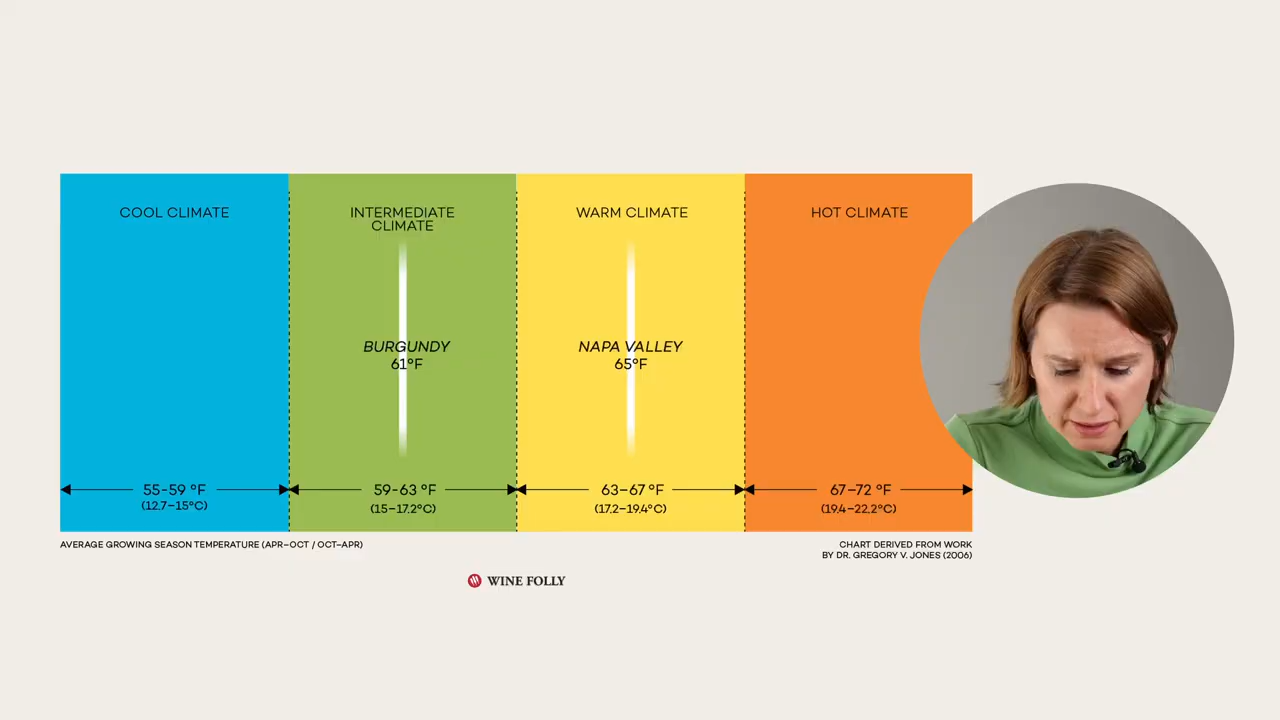 COOL CLIMATE
INTERMEDIATE
CLIMATE
WARM CLIMATE
HOT CLIMATE
BURGUNDY
61°F
NAPA VALLEY
65°F
55-59 °F
(12.7–15°C)
59-63 °F
(15–17.2°C)
63–67 °F
(17.2–19.4°C)
67–72 °F
(19.4–22.2°C)
AVERAGE GROWING SEASON TEMPERATURE (APR–OCT / OCT–APR)
CHART DERIVED FROM WORK
BY DR. GREGORY V. JONES (2006)
WINE FOLLY